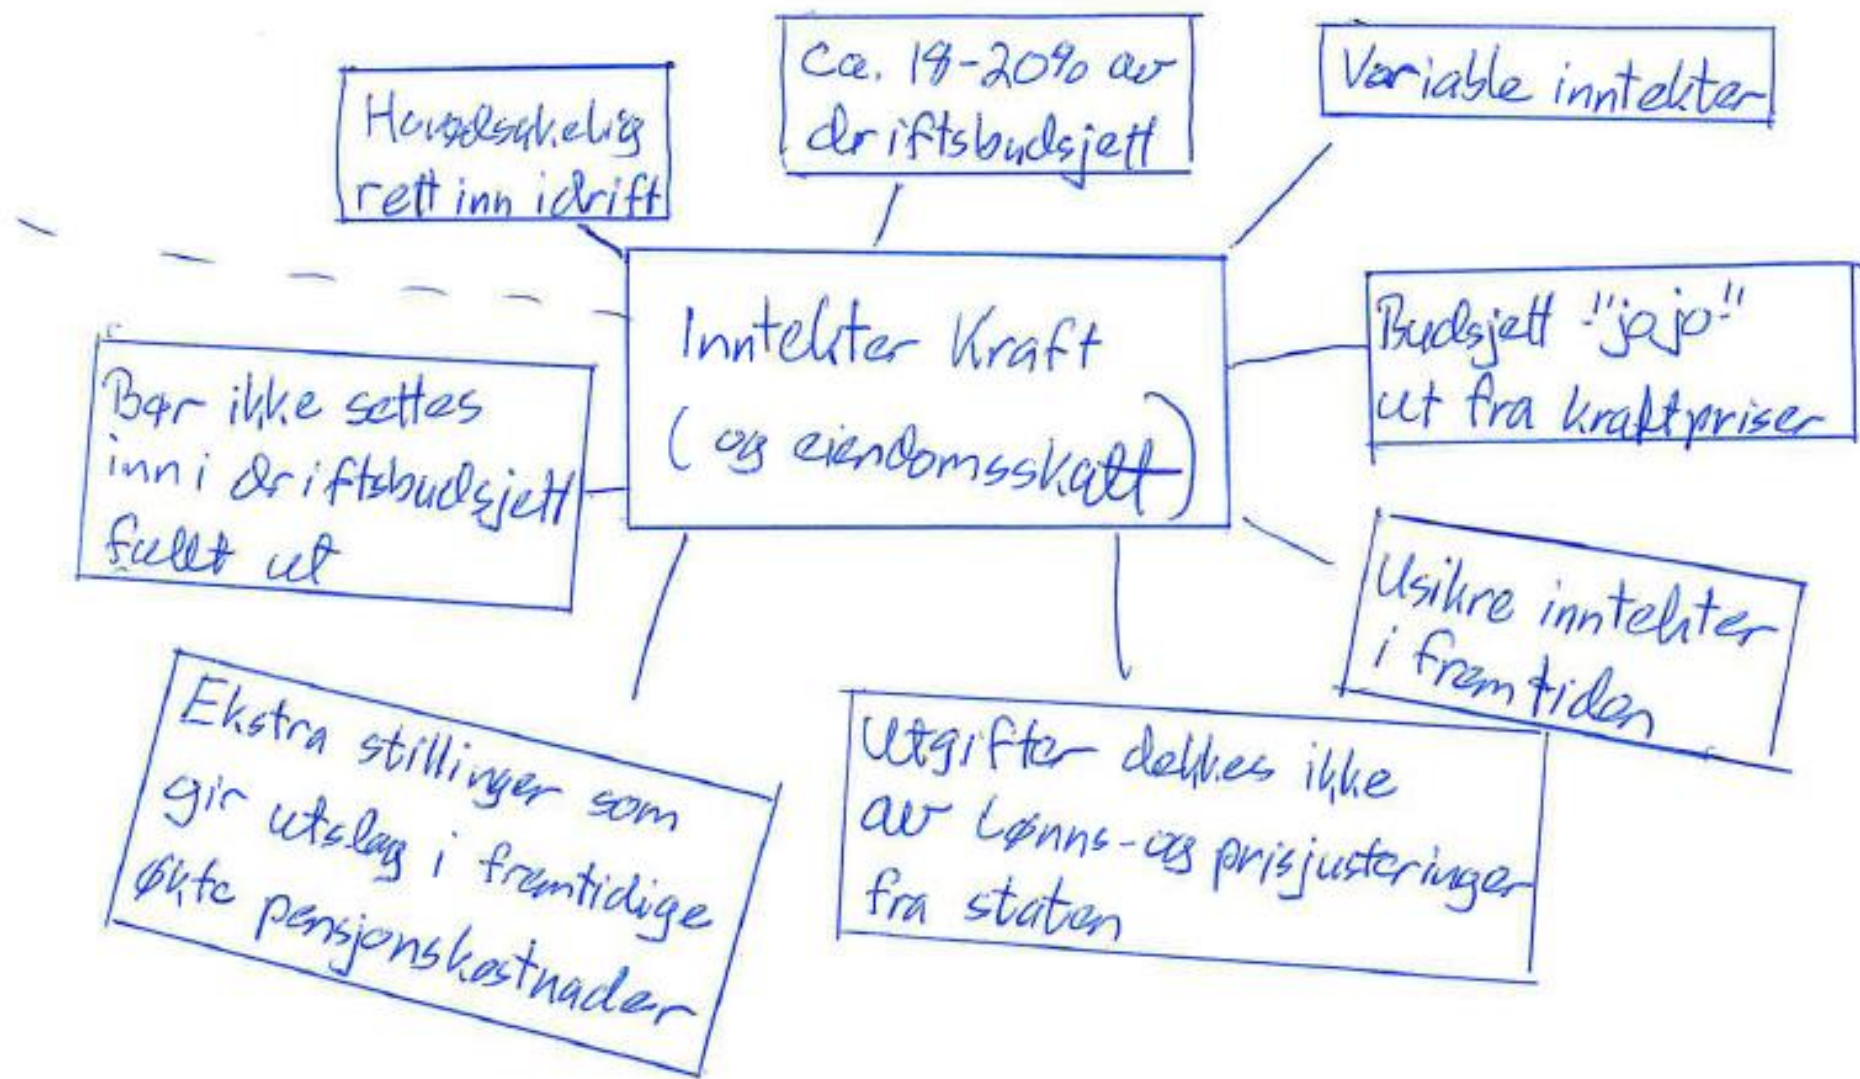 Hovedsakelig
rett inn i drift
Ca. 18-20% av
driftsbudsjett
Variable inntekter
Inntekter Kraft
(og eiendomsskatt)
Budsjett "jojo"
ut fra kraftpriser
Bør ikke settes
inn i driftsbudsjett
fullt ut
Usikre inntekter
i fremtiden
Ekstra stillinger som
gir utslag i fremtidige
økte pensjonskostnader
Utgifter dekkes ikke
av Lønns- og prisjusteringer
fra staten